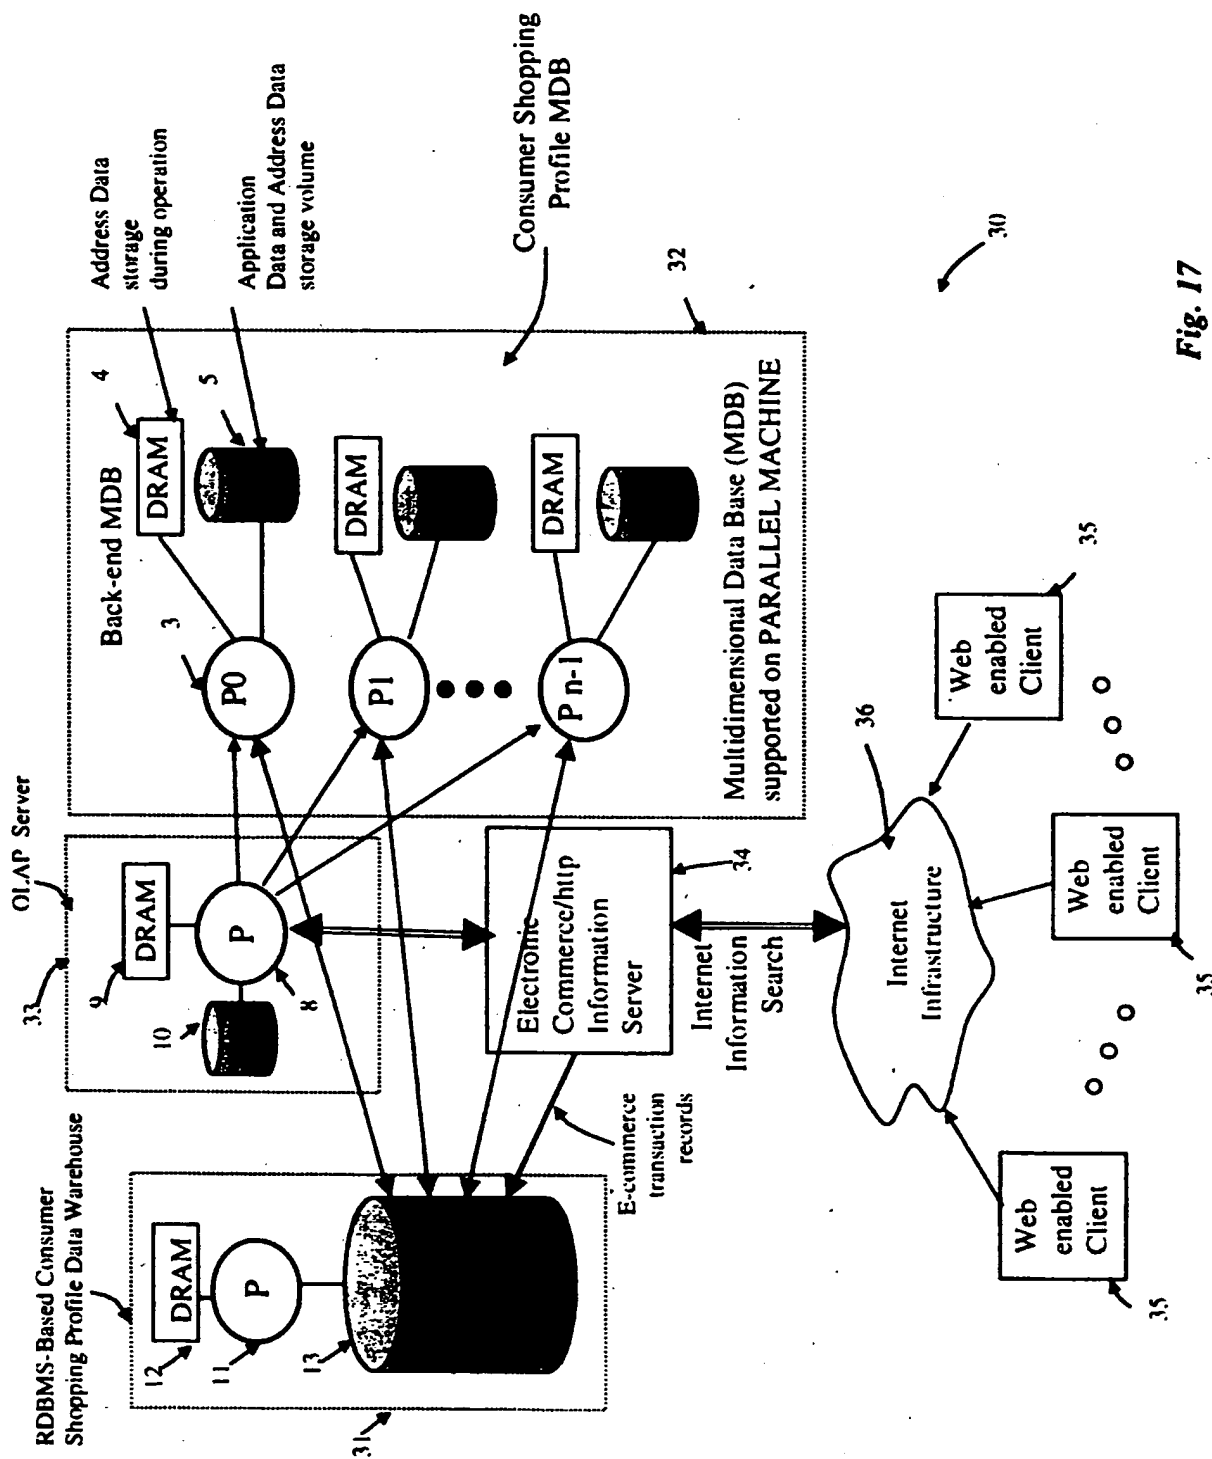 RDBMS-Based Consumer
Shopping Profile Data Warehouse
12
DRAM
11
P
13
31
OLAP Server
33
9
DRAM
10
P
8
Back-end MDB
3
P0
4
DRAM
5
Address Data
storage
during operation
Application
Data and Address Data
storage volume
P1
DRAM
P n-1
DRAM
Multidimensional Data Base (MDB)
supported on PARALLEL MACHINE
Consumer Shopping
Profile MDB
32
E-commerce
transaction
records
Electronic
Commerce/http
Information
Server
34
Internet
Information
Search
Internet
Infrastructure
36
Web
enabled
Client
35
Web
enabled
Client
35
Web
enabled
Client
35
30
Fig. 17